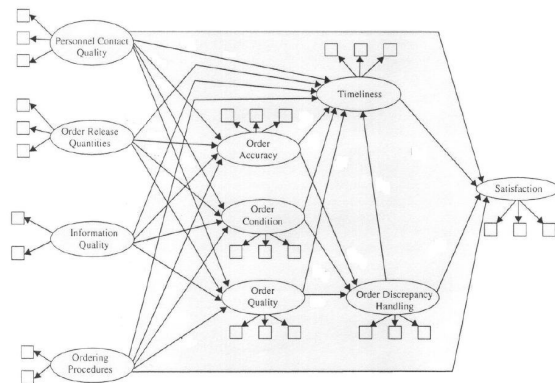 Personnel Contact
Quality
Timeliness
Order Release
Quantities
Order
Accuracy
Satisfaction
Order
Condition
Information
Quality
Order
Quality
Order Discrepancy
Handling
Ordering
Procedures